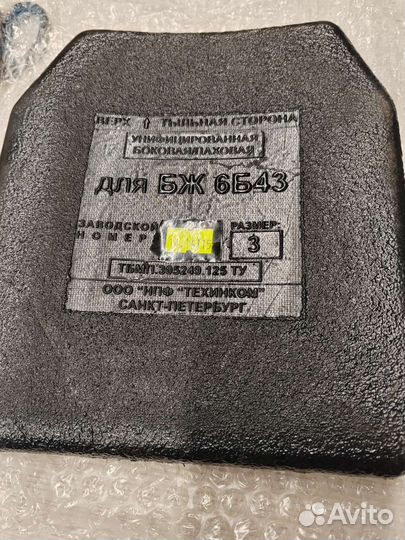 ВЕРХ ⇧ ТЫЛЬНАЯ СТОРОНА
УНИФИЦИРОВАННАЯ
БОКОВАЯ/ПАХОВАЯ
для БЖ 6Б43
ЗАВОДСКОЙ
НОМЕР
РАЗМЕР:
3
ТБМП.305249.125 ТУ
ООО "НПФ "ТЕХИНКОМ"
САНКТ-ПЕТЕРБУРГ
Avito